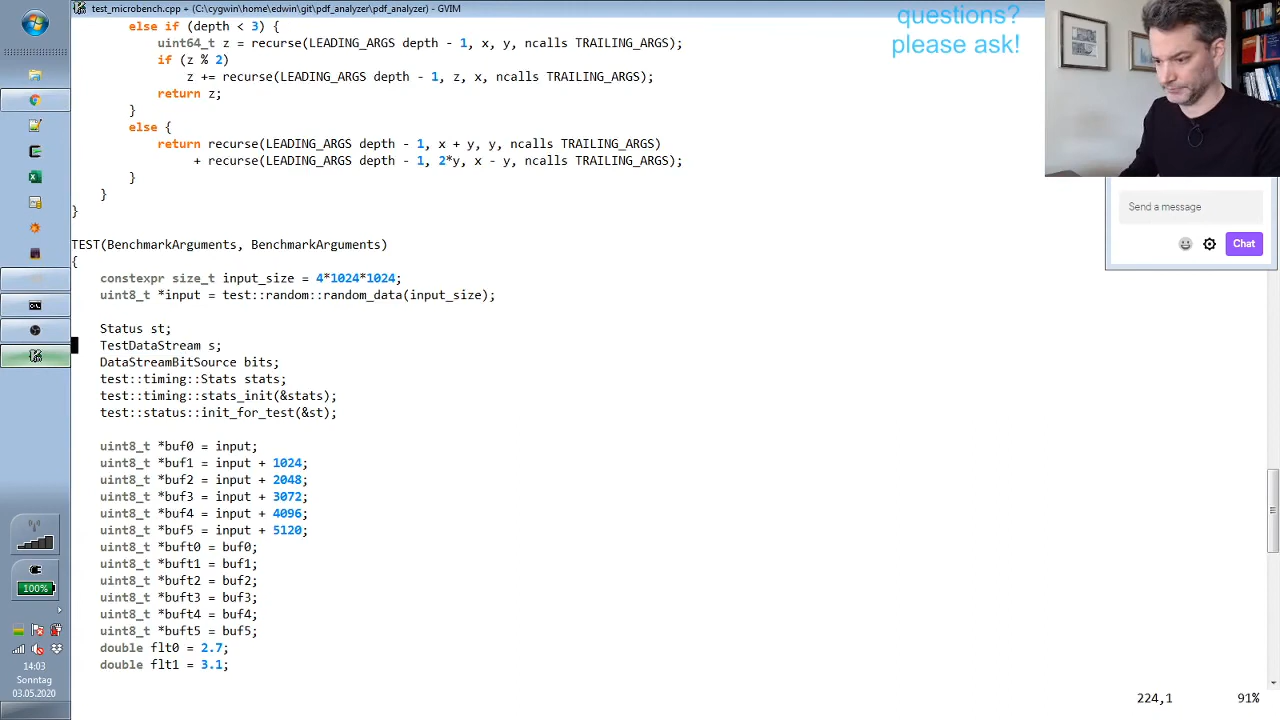 test_microbench.cpp + (C:\cygwin\home\edwin\git\pdf_analyzer\pdf_analyzer) - GVIM
questions?
please ask!
else if (depth < 3) {
uint64_t z = recurse(LEADING_ARGS depth - 1, x, y, ncalls TRAILING_ARGS);
if (z % 2)
z += recurse(LEADING_ARGS depth - 1, z, x, ncalls TRAILING_ARGS);
return z;
}
else {
return recurse(LEADING_ARGS depth - 1, x + y, y, ncalls TRAILING_ARGS)
+ recurse(LEADING_ARGS depth - 1, 2*y, x - y, ncalls TRAILING_ARGS);
}
}
}
Send a message
Chat
TEST(BenchmarkArguments, BenchmarkArguments)
{
constexpr size_t input_size = 4*1024*1024;
uint8_t *input = test::random::random_data(input_size);
Status st;
TestDataStream s;
DataStreamBitSource bits;
test::timing::Stats stats;
test::timing::stats_init(&stats);
test::status::init_for_test(&st);
uint8_t *buf0 = input;
uint8_t *buf1 = input + 1024;
uint8_t *buf2 = input + 2048;
uint8_t *buf3 = input + 3072;
uint8_t *buf4 = input + 4096;
uint8_t *buf5 = input + 5120;
uint8_t *buft0 = buf0;
uint8_t *buft1 = buf1;
uint8_t *buft2 = buf2;
uint8_t *buft3 = buf3;
uint8_t *buft4 = buf4;
uint8_t *buft5 = buf5;
double flt0 = 2.7;
double flt1 = 3.1;
100%
14:03
Sonntag
03.05.2020
224,1
91%